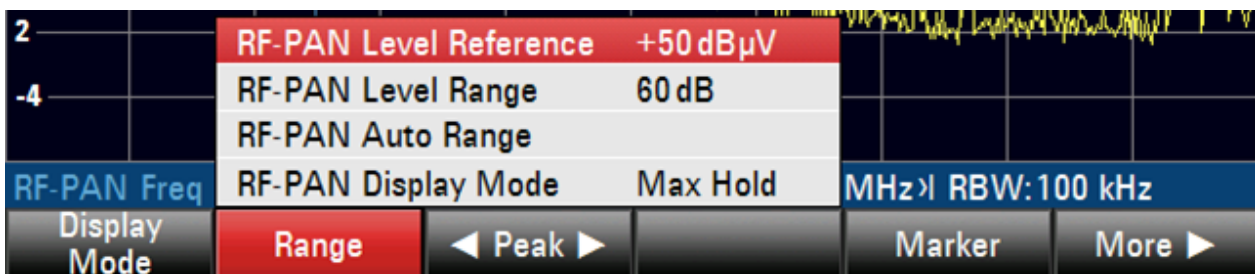 2
RF-PAN Level Reference +50 dBµV
RF-PAN Level Range 60 dB
-4
RF-PAN Auto Range
RF-PAN Display Mode Max Hold
RF-PAN Freq
MHz RBW:100 kHz
Display
Mode
Range
◀ Peak ▶
Marker
More ▶